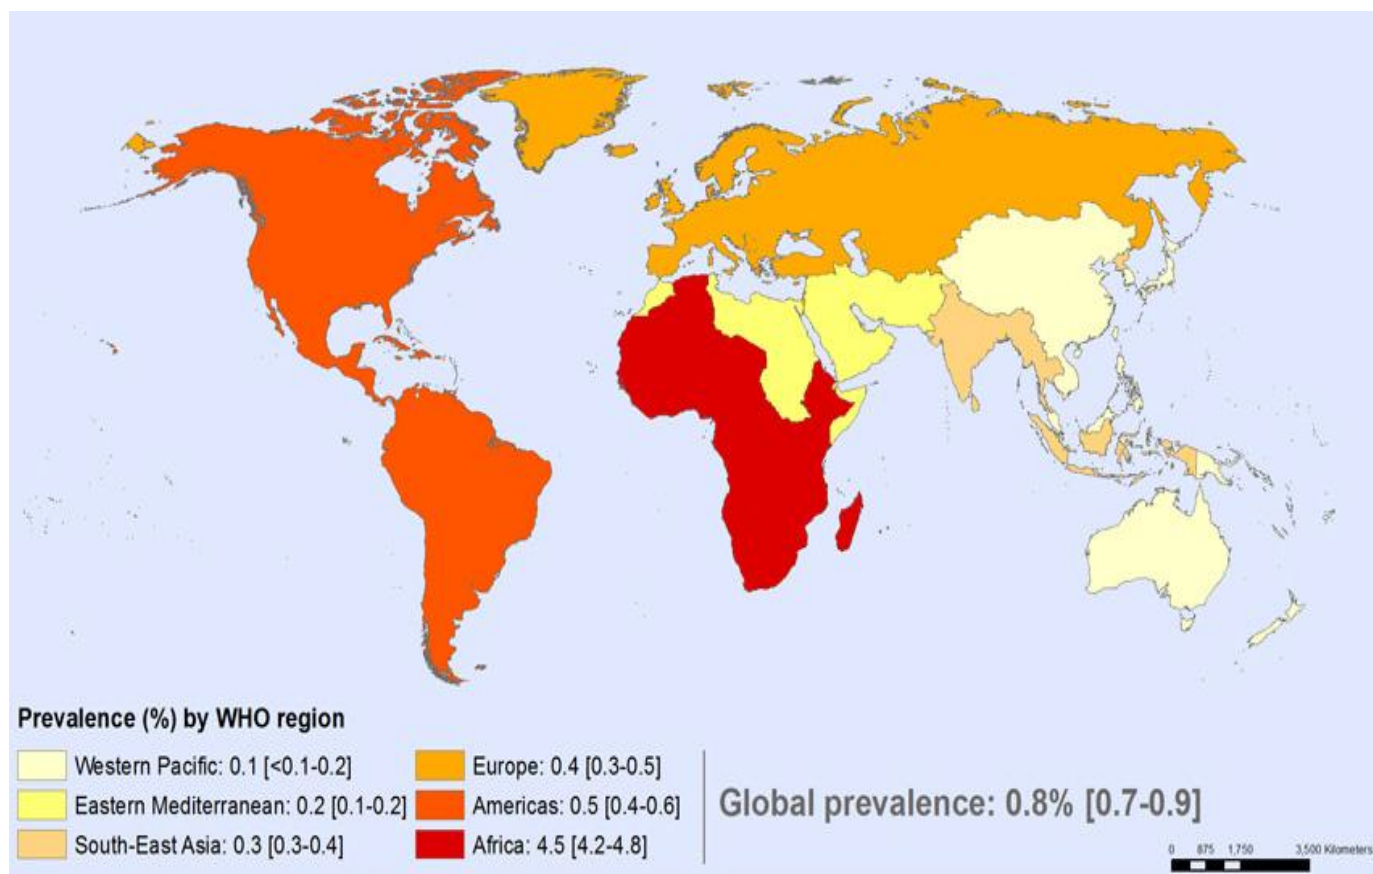 Prevalence (%) by WHO region
Western Pacific: 0.1 [<0.1-0.2]
Eastern Mediterranean: 0.2 [0.1-0.2]
South-East Asia: 0.3 [0.3-0.4]
Europe: 0.4 [0.3-0.5]
Americas: 0.5 [0.4-0.6]
Africa: 4.5 [4.2-4.8]
Global prevalence: 0.8% [0.7-0.9]
0 875 1,750 3,500 Kilometers